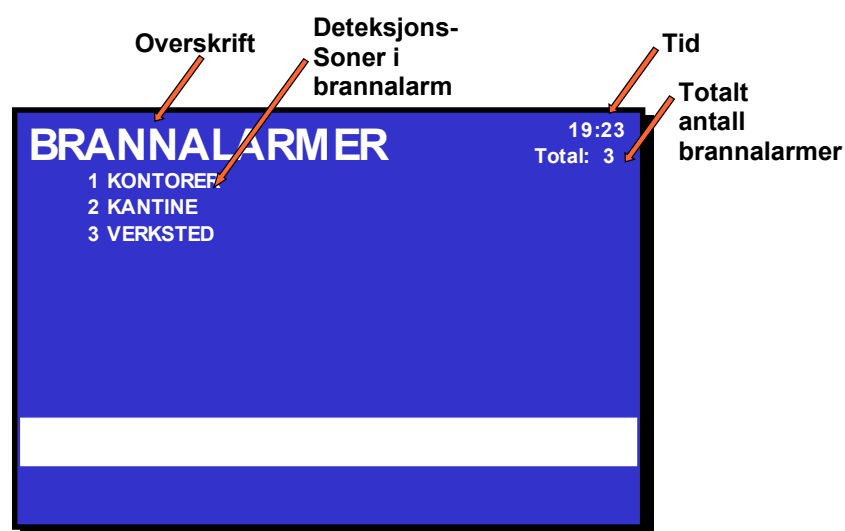 Overskrift
Deteksjons-
Soner i
brannalarm
Tid
Totalt
antall
brannalarmer
BRANNALARMER
19:23
Total: 3
1 KONTORER
2 KANTINE
3 VERKSTED